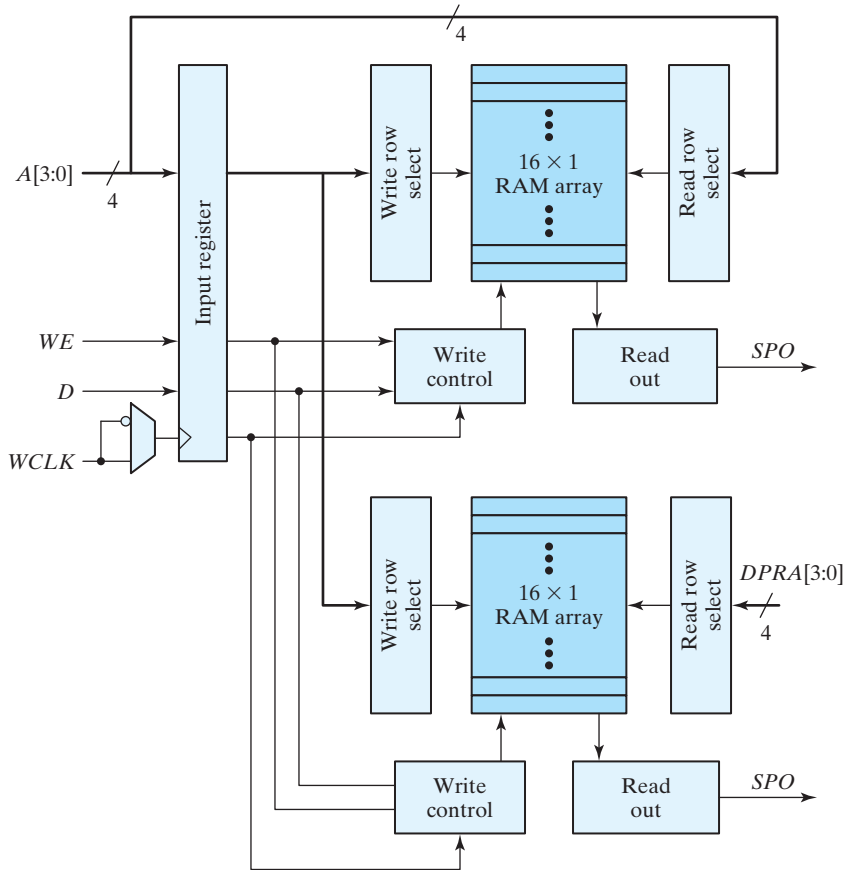 4
A[3:0]
4
Input register
Write row
select
16 × 1
RAM array
Read row
select
WE
D
WCLK
Write
control
Read
out
SPO
Write row
select
16 × 1
RAM array
Read row
select
DPRA[3:0]
4
Write
control
Read
out
SPO